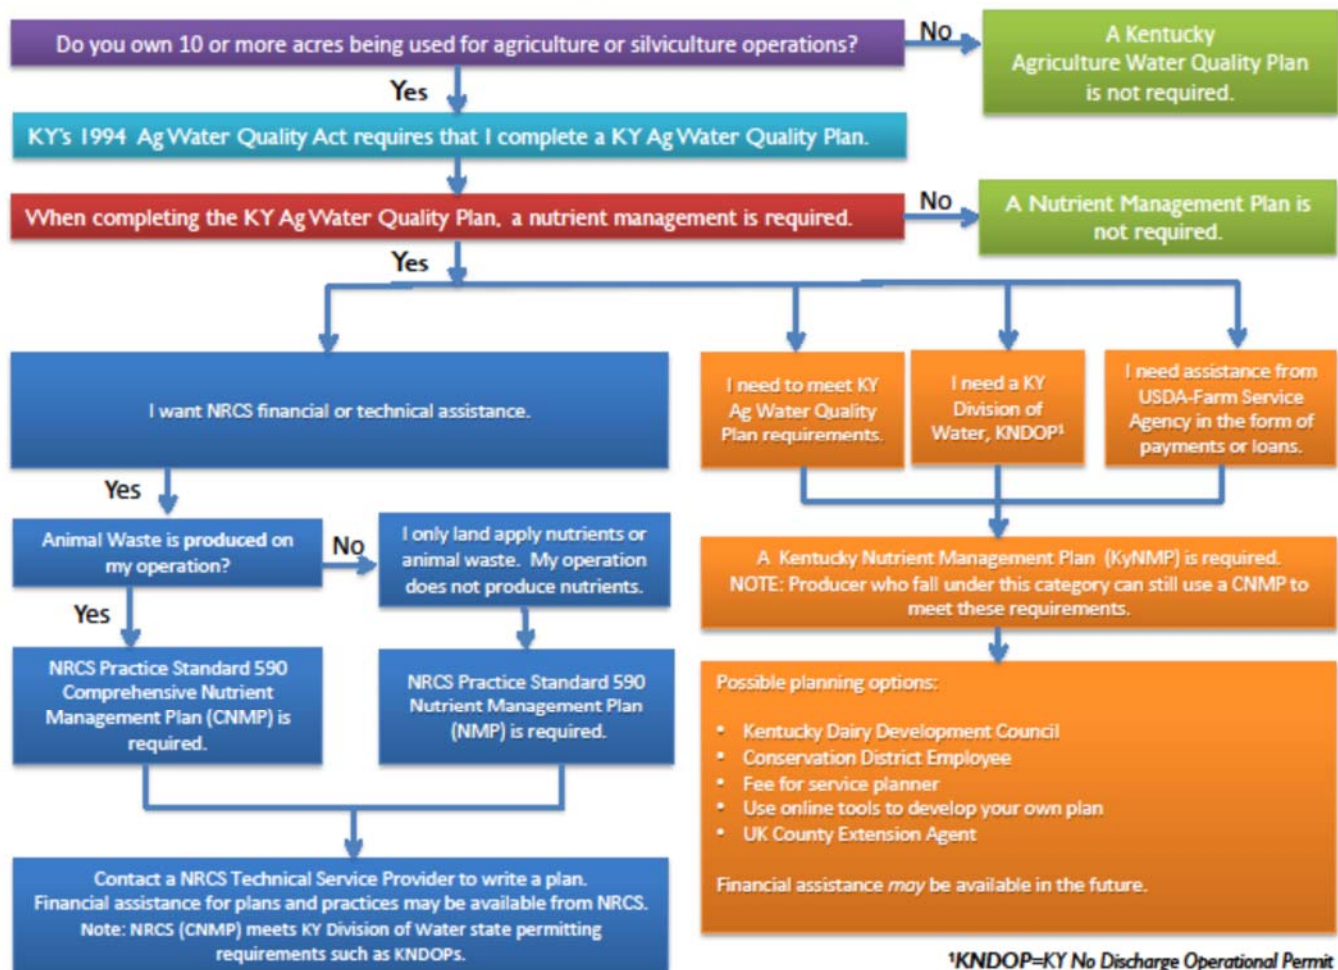 Do you own 10 or more acres being used for agriculture or silviculture operations?
No
A Kentucky
Agriculture Water Quality Plan
is not required.
Yes
KY's 1994 Ag Water Quality Act requires that I complete a KY Ag Water Quality Plan.
When completing the KY Ag Water Quality Plan, a nutrient management is required.
No
A Nutrient Management Plan is
not required.
Yes
I want NRCS financial or technical assistance.
I need to meet KY
Ag Water Quality
Plan requirements.
I need a KY
Division of
Water, KNDOP¹
I need assistance from
USDA-Farm Service
Agency in the form of
payments or loans.
Yes
Animal Waste is produced on
my operation?
No
I only land apply nutrients or
animal waste. My operation
does not produce nutrients.
Yes
NRCS Practice Standard 590
Comprehensive Nutrient
Management Plan (CNMP) is
required.
NRCS Practice Standard 590
Nutrient Management Plan
(NMP) is required.
Contact a NRCS Technical Service Provider to write a plan.
Financial assistance for plans and practices may be available from NRCS.
Note: NRCS (CNMP) meets KY Division of Water state permitting
requirements such as KNDOPs.
A Kentucky Nutrient Management Plan (KyNMP) is required.
NOTE: Producer who fall under this category can still use a CNMP to
meet these requirements.
Possible planning options:
• Kentucky Dairy Development Council
• Conservation District Employee
• Fee for service planner
• Use online tools to develop your own plan
• UK County Extension Agent
Financial assistance may be available in the future.
¹KNDOP=KY No Discharge Operational Permit